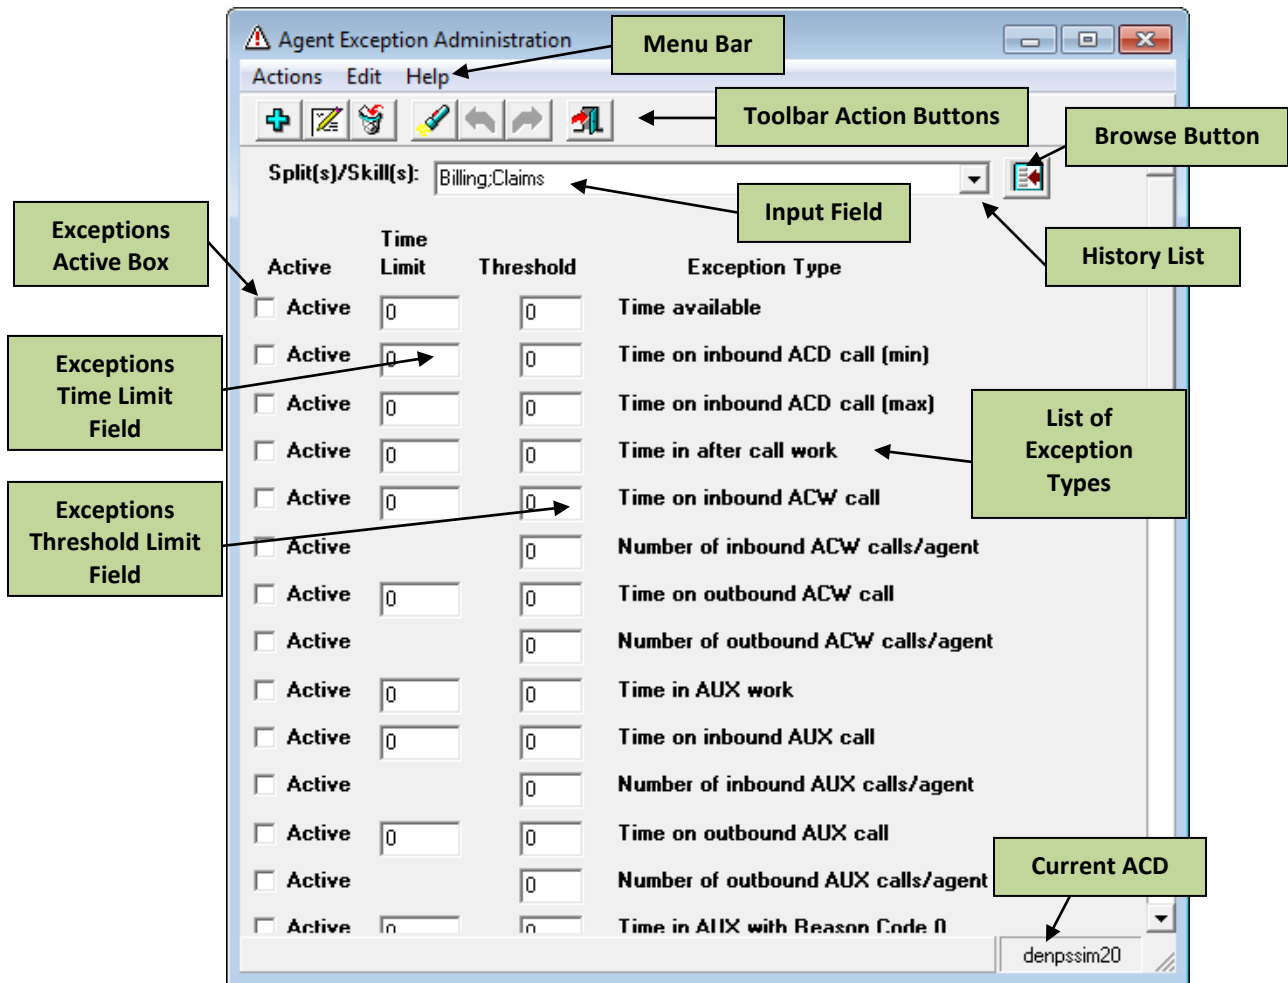 Agent Exception Administration
Menu Bar
Actions Edit Help
Toolbar Action Buttons
Browse Button
Split(s)/Skill(s): Billing;Claims
Input Field
History List
Exceptions
Active Box
Time
Active Limit Threshold Exception Type
Active 0 0 Time available
Active 0 0 Time on inbound ACD call (min)
Exceptions
Time Limit
Field
Active 0 0 Time on inbound ACD call (max)
Active 0 0 Time in after call work
List of
Exception
Types
Active 0 0 Time on inbound ACW call
Exceptions
Threshold Limit
Field
Active 0 Number of inbound ACW calls/agent
Active 0 0 Time on outbound ACW call
Active 0 Number of outbound ACW calls/agent
Active 0 0 Time in AUX work
Active 0 0 Time on inbound AUX call
Active 0 Number of inbound AUX calls/agent
Active 0 0 Time on outbound AUX call
Current ACD
Active 0 Number of outbound AUX calls/agent
Active 0 0 Time in AUX with Reason Code 0
denpssim20